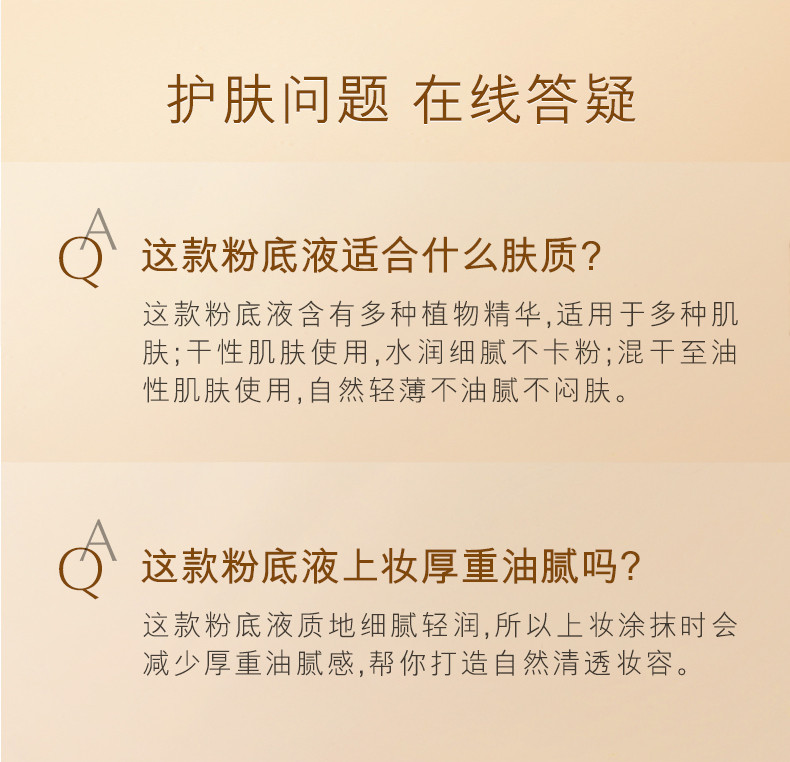 护肤问题 在线答疑
QA
这款粉底液适合什么肤质?
这款粉底液含有多种植物精华,适用于多种肌
肤;干性肌肤使用,水润细腻不卡粉;混干至油
性肌肤使用,自然轻薄不油腻不闷肤。
QA
这款粉底液上妆厚重油腻吗?
这款粉底液质地细腻轻润,所以上妆涂抹时会
减少厚重油腻感,帮你打造自然清透妆容。